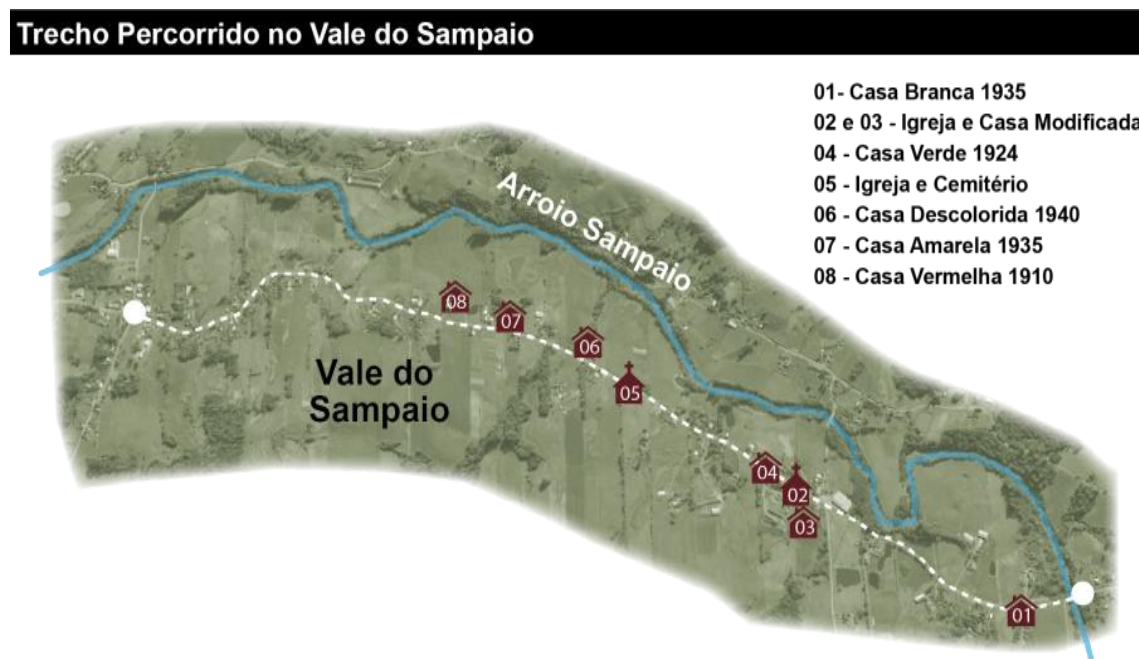 Trecho Percorrido no Vale do Sampaio
01- Casa Branca 1935
02 e 03 - Igreja e Casa Modificada
04 - Casa Verde 1924
05 - Igreja e Cemitério
06 - Casa Descolorida 1940
07 - Casa Amarela 1935
08 - Casa Vermelha 1910
Arroio Sampaio
Vale do
Sampaio
08
07
06
05
04
02
03
01